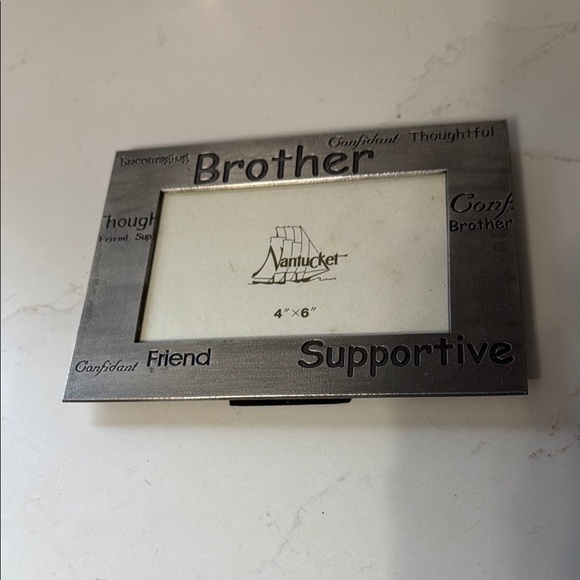 Encouraging Brother Confidant Thoughtful
Though
Friend Sup
Conf
Brother
Nantucket
4"×6"
Confidant Friend Supportive